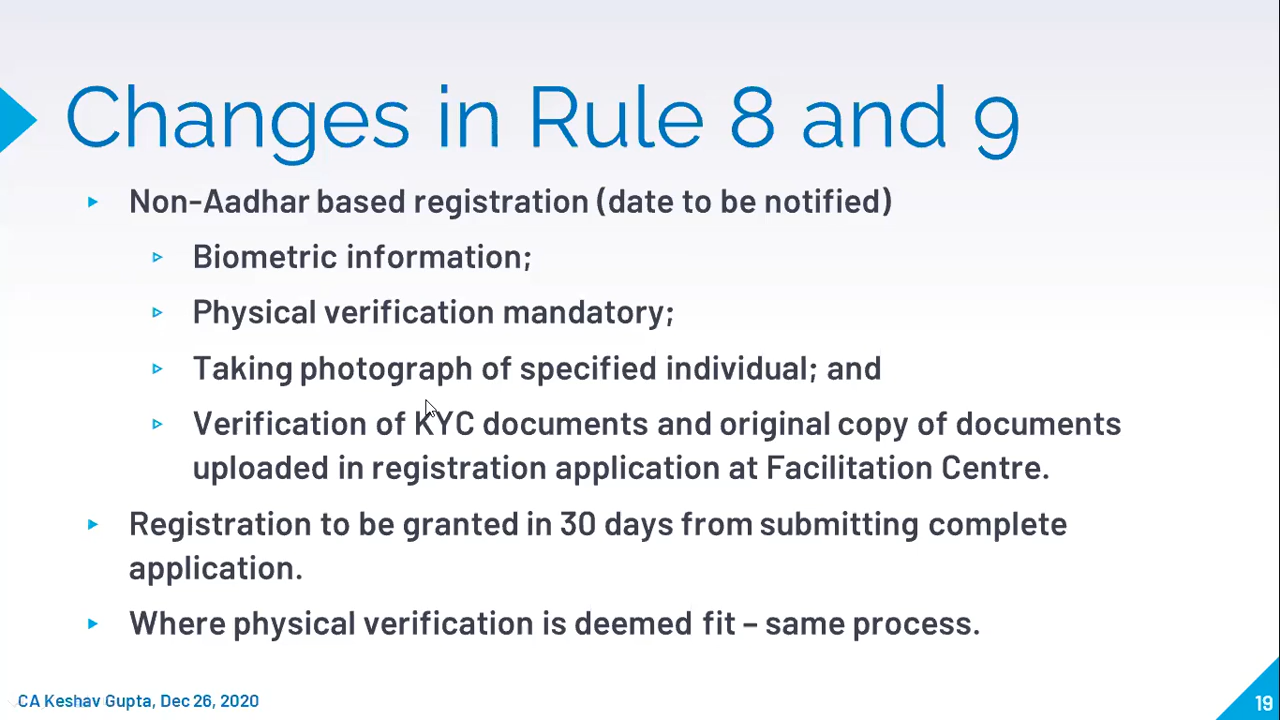 Changes in Rule 8 and 9
Non-Aadhar based registration (date to be notified)
Biometric information;
Physical verification mandatory;
Taking photograph of specified individual; and
Verification of KYC documents and original copy of documents
uploaded in registration application at Facilitation Centre.
Registration to be granted in 30 days from submitting complete
application.
Where physical verification is deemed fit – same process.
CA Keshav Gupta, Dec 26, 2020
19